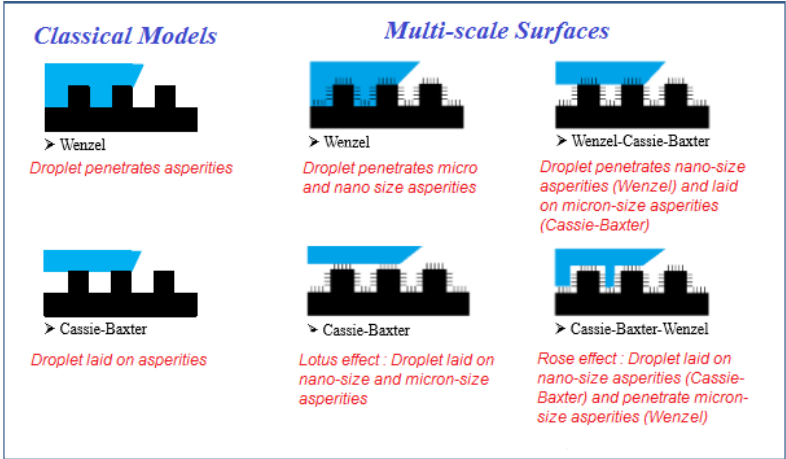 Classical Models
Multi-scale Surfaces
➤ Wenzel
Droplet penetrates asperities
➤ Wenzel
Droplet penetrates micro
and nano size asperities
➤ Wenzel-Cassie-Baxter
Droplet penetrates nano-size
asperities (Wenzel) and laid
on micron-size asperities
(Cassie-Baxter)
➤ Cassie-Baxter
Droplet laid on asperities
➤ Cassie-Baxter
Lotus effect : Droplet laid on
nano-size and micron-size
asperities
➤ Cassie-Baxter-Wenzel
Rose effect : Droplet laid on
nano-size asperities (Cassie-
Baxter) and penetrate micron-
size asperities (Wenzel)